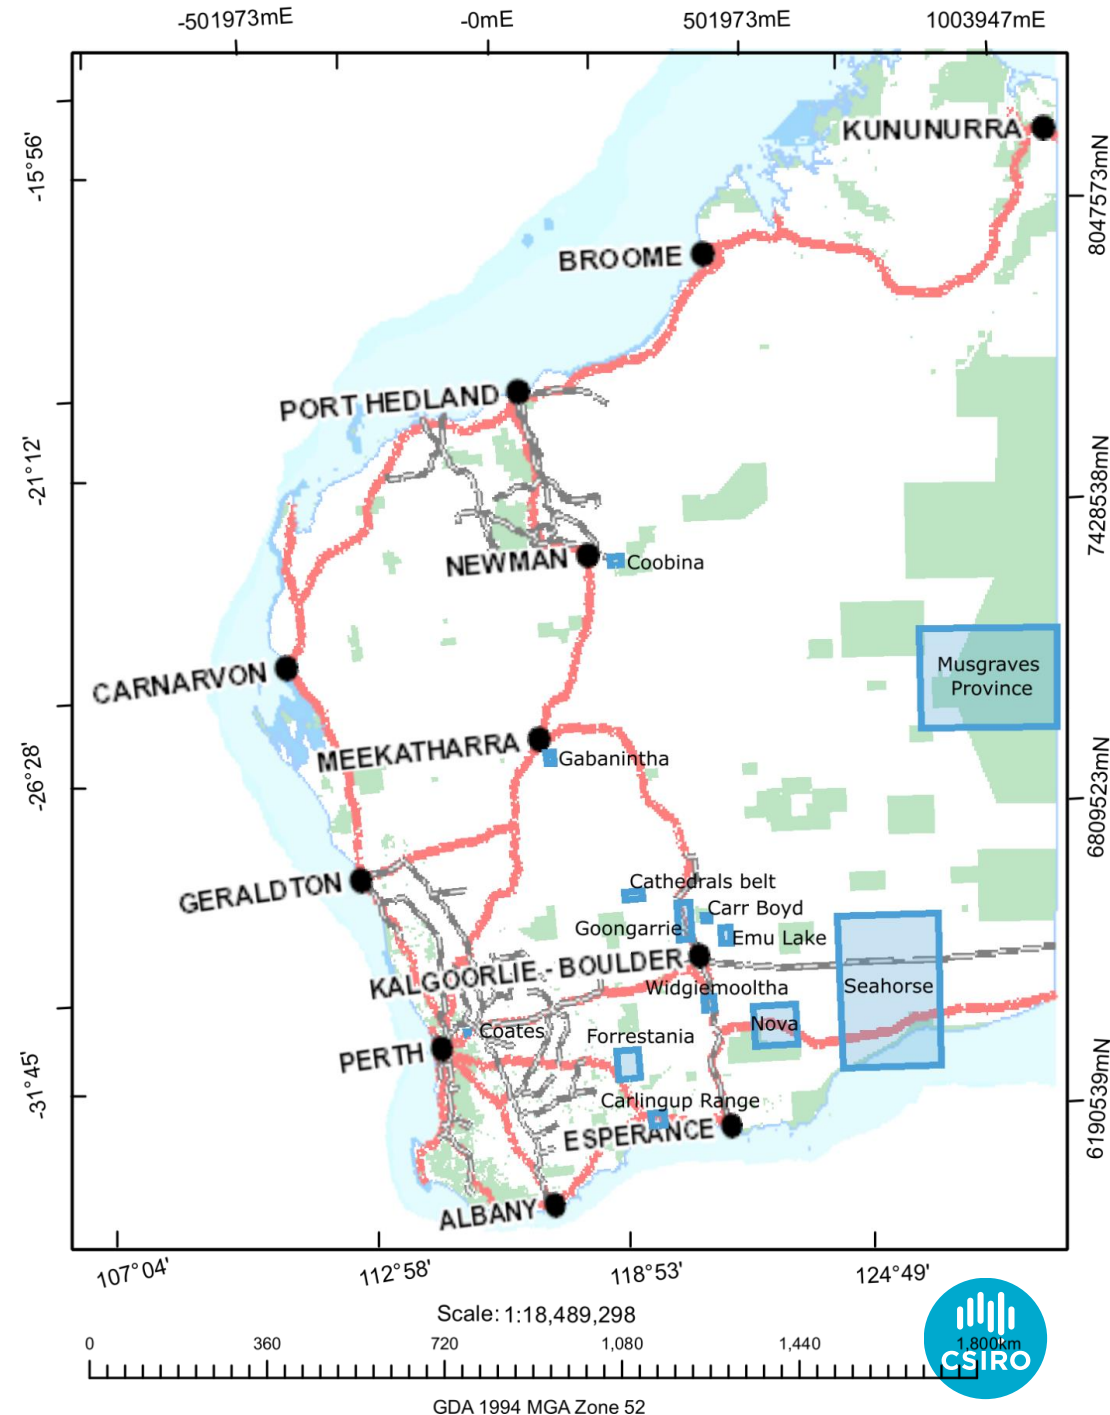 -501973mE
-0mE
501973mE
1003947mE
-15°56'
8047573mN
KUNUNURRA
BROOME
PORT HEDLAND
-21°12'
7428538mN
NEWMAN
Coobina
CARNARVON
Musgraves
Province
MEEKATHARRA
Gabanintha
-26°28'
6809523mN
GERALDTON
Cathedrals belt
Carr Boyd
Goongarrie
Emu Lake
KALGOORLIE - BOULDER
Widgiemooltha
Seahorse
Nova
Coates
Forrestania
PERTH
-31°45'
6190539mN
Carlingup Range
ESPERANCE
ALBANY
107°04'
112°58'
118°53'
124°49'
Scale: 1:18,489,298
0
360
720
1,080
1,440
1,800km
CSIRO
GDA 1994 MGA Zone 52